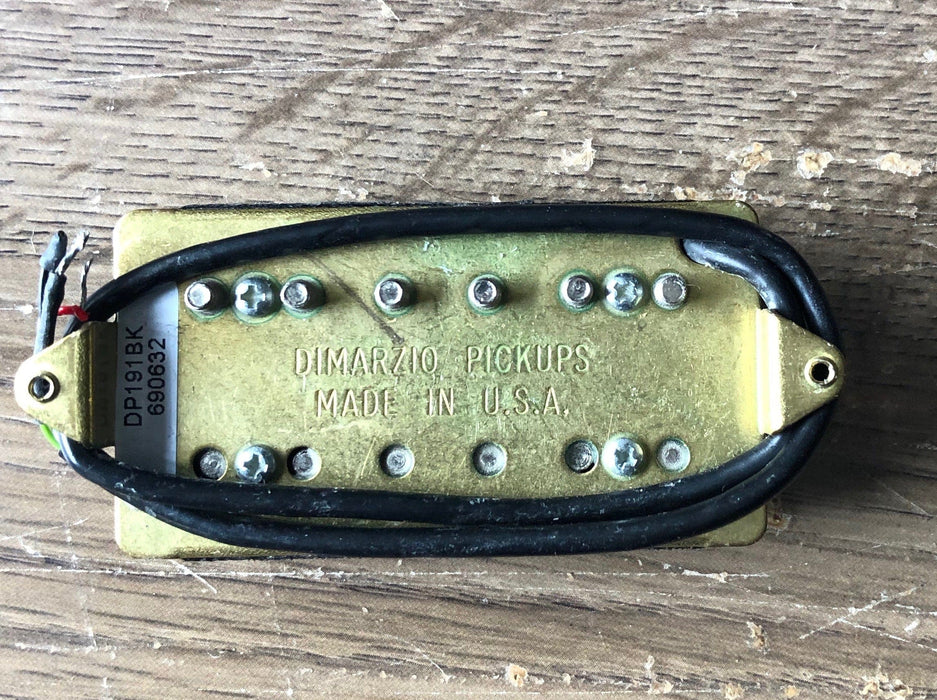 DP191BK
690632
DIMARZIO PICKUPS
MADE IN U.S.A.